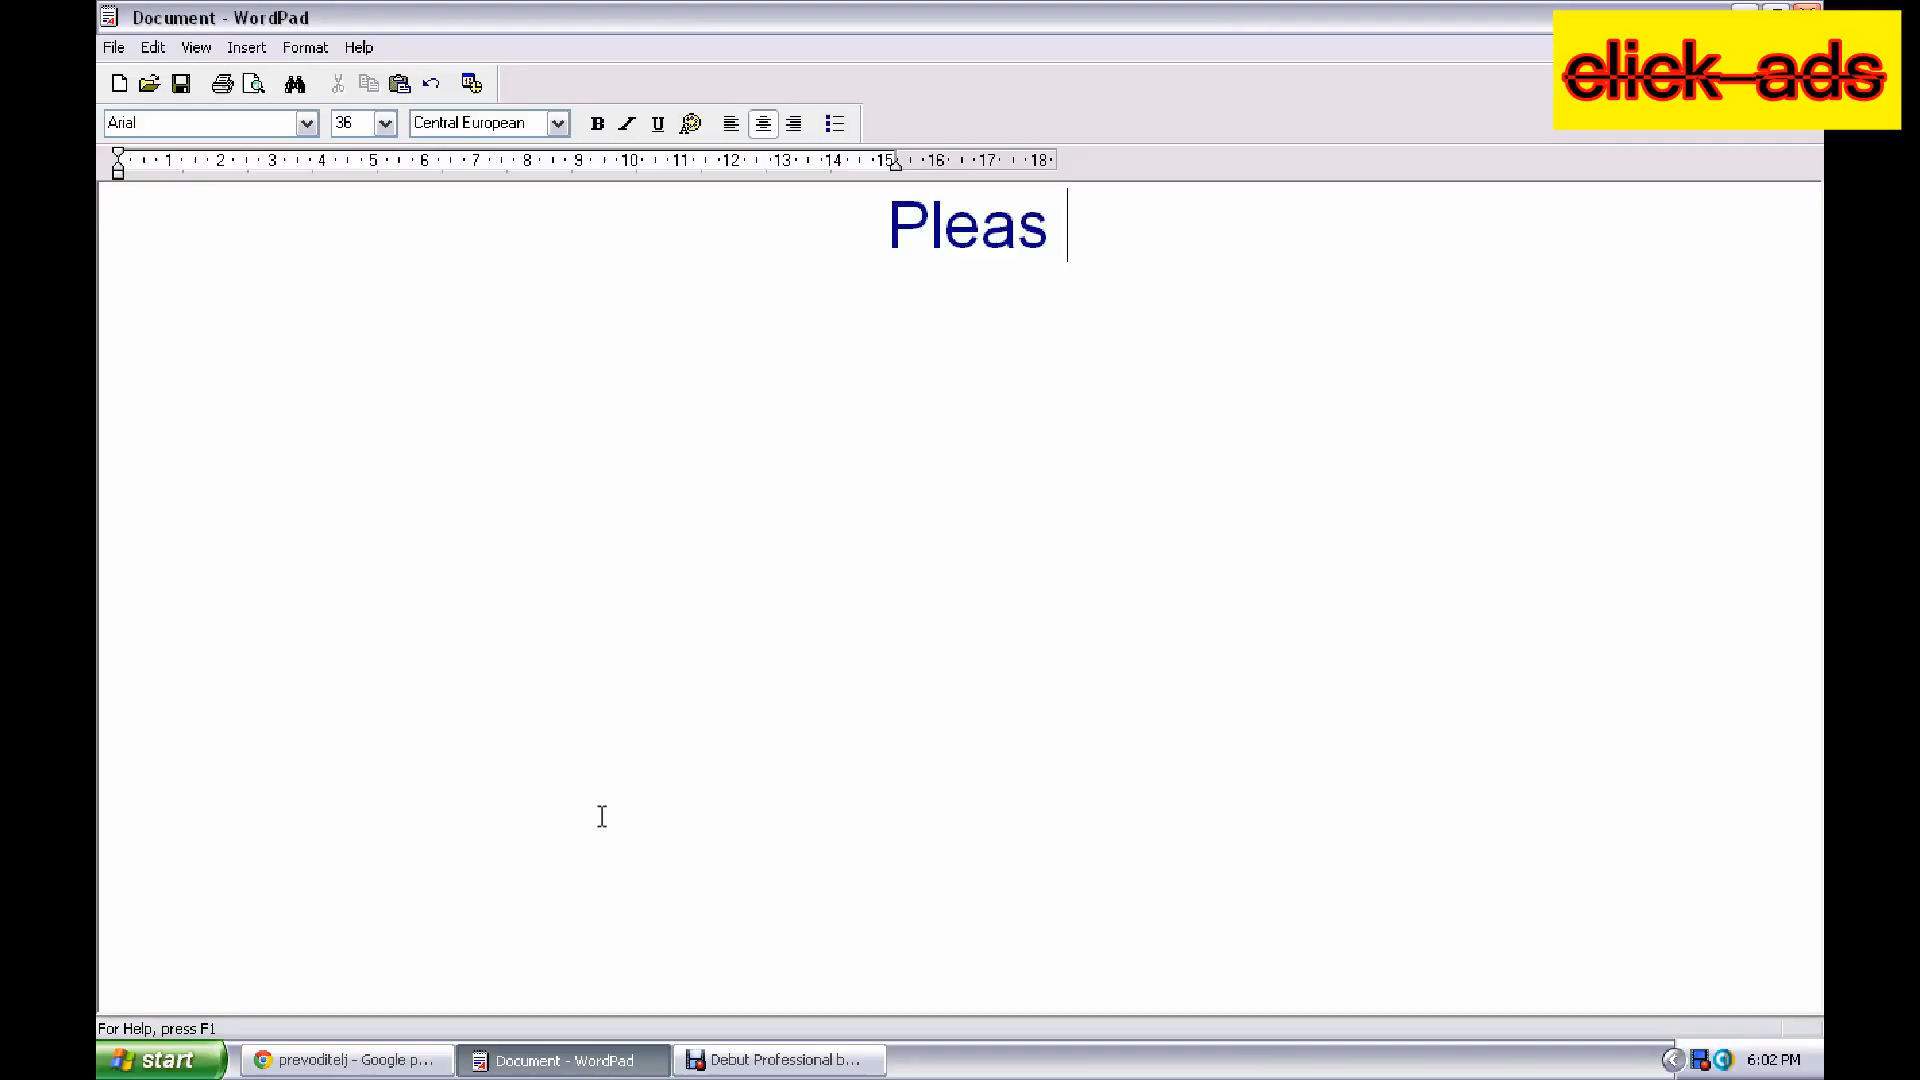 Document - WordPad
click-ads
File Edit View Insert Format Help
Arial 36 Central European
1 2 3 4 5 6 7 8 9 10 11 12 13 14 15 16 17 18
Pleas
For Help, press F1
start prevoditelj - Google p... Document - WordPad Debut Professional b... 6:02 PM